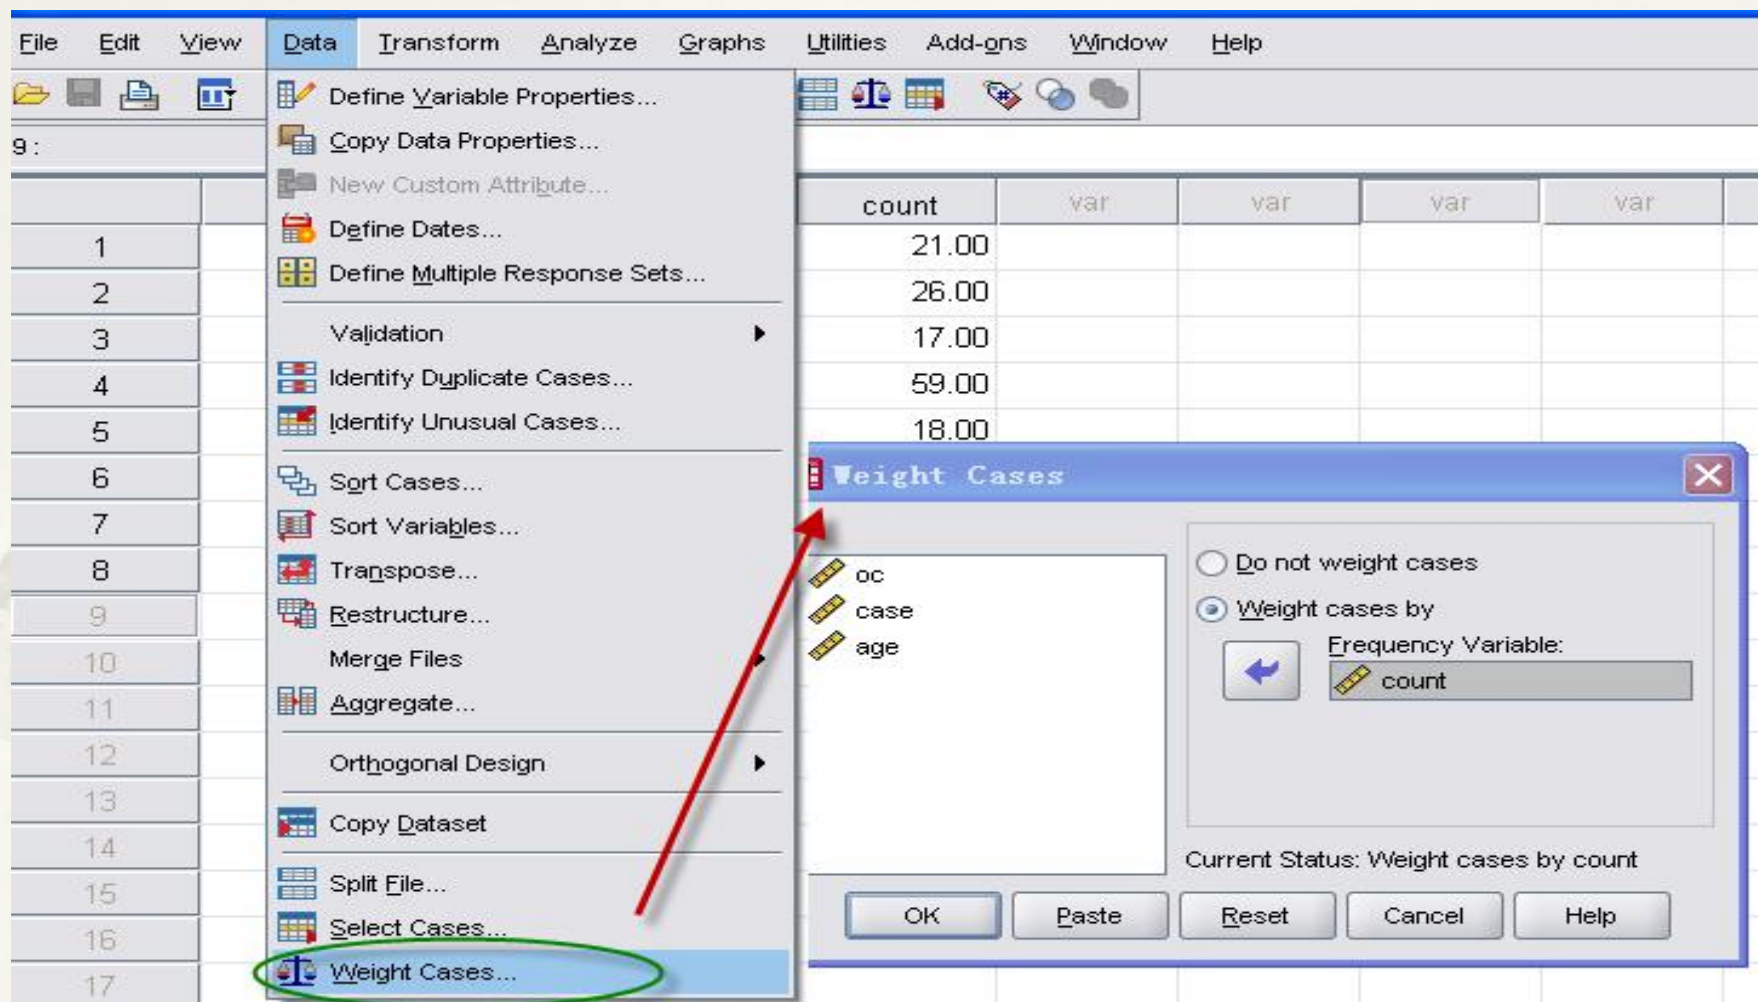 File Edit View Data Transform Analyze Graphs Utilities Add-ons Window Help
9 :
Define Variable Properties...
Copy Data Properties...
New Custom Attribute...
Define Dates...
Define Multiple Response Sets...
Validation
Identify Duplicate Cases...
Identify Unusual Cases...
Sort Cases...
Sort Variables...
Transpose...
Restructure...
Merge Files
Aggregate...
Orthogonal Design
Copy Dataset
Split File...
Select Cases...
Weight Cases...
count var var var var
1 21.00
2 26.00
3 17.00
4 59.00
5 18.00
6
7
8
9
10
11
12
13
14
15
16
17
Weight Cases
oc
case
age
Do not weight cases
Weight cases by
Frequency Variable:
count
Current Status: Weight cases by count
OK Paste Reset Cancel Help